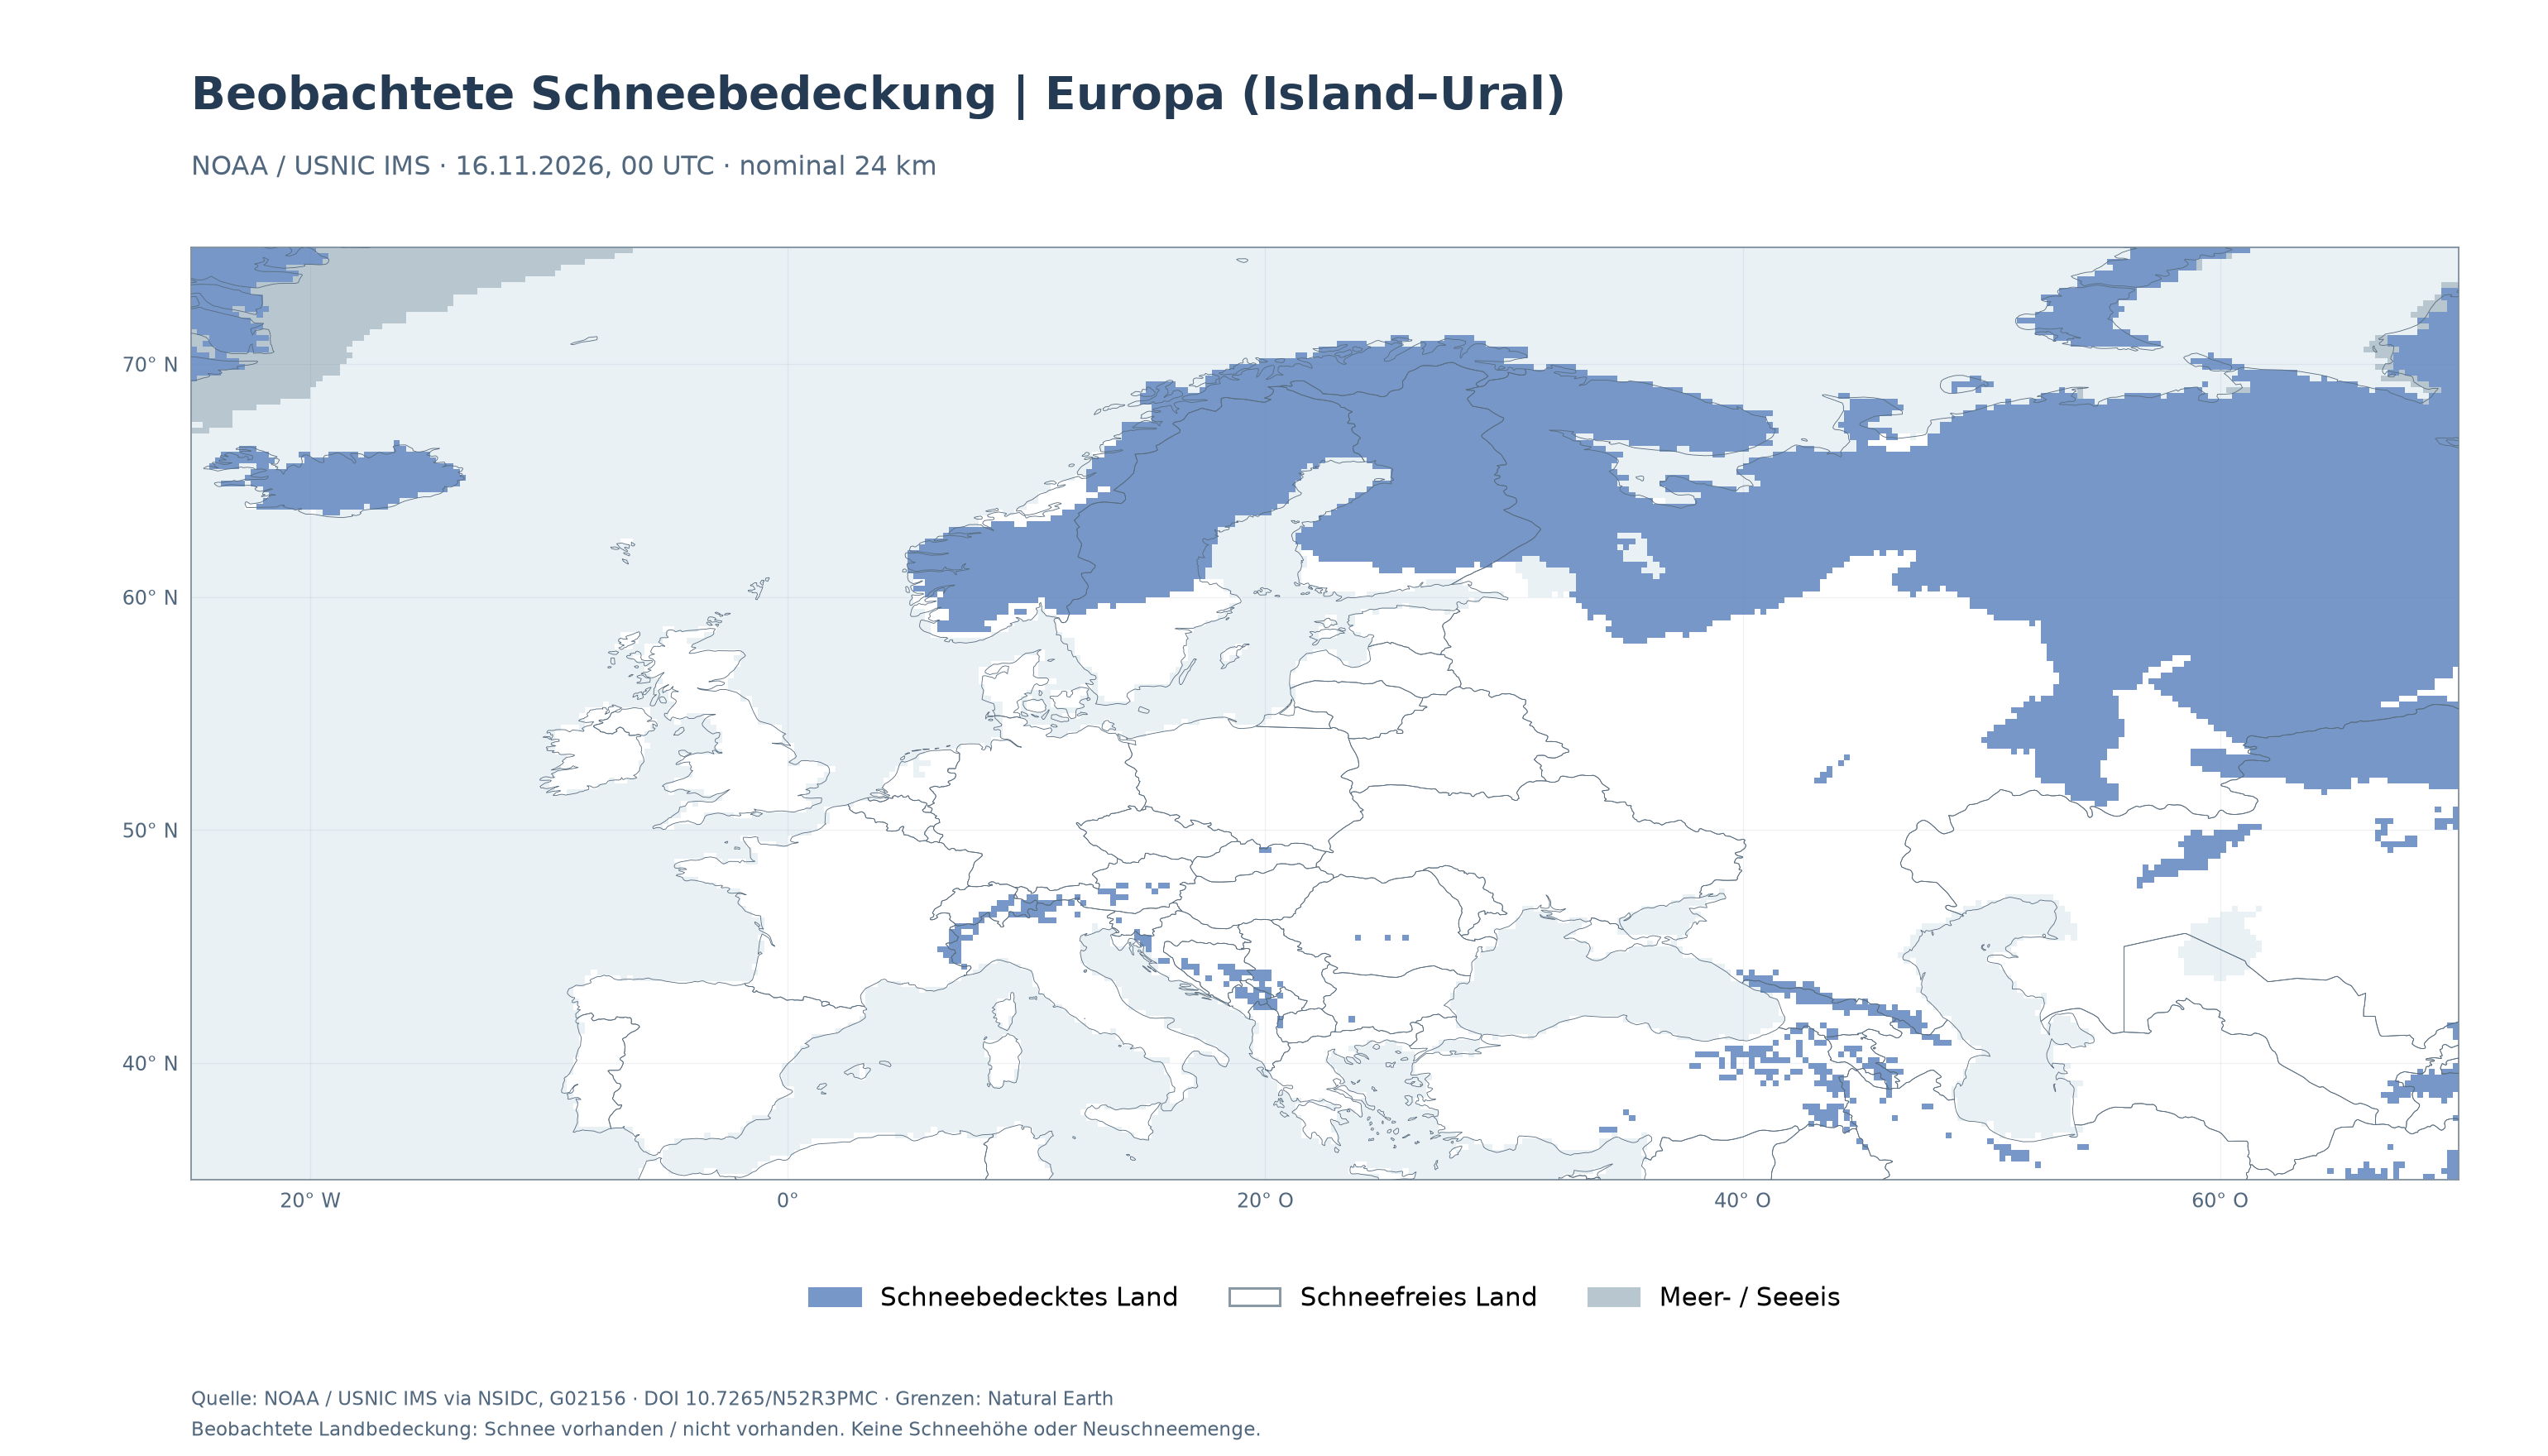 Beobachtete Schneebedeckung | Europa (Island–Ural)
NOAA / USNIC IMS · 16.11.2026, 00 UTC · nominal 24 km
70° N
60° N
50° N
40° N
20° W
0°
20° O
40° O
60° O
Schneebedecktes Land
Schneefreies Land
Meer- / Seeeis
Quelle: NOAA / USNIC IMS via NSIDC, G02156 · DOI 10.7265/N52R3PMC · Grenzen: Natural Earth
Beobachtete Landbedeckung: Schnee vorhanden / nicht vorhanden. Keine Schneehöhe oder Neuschneemenge.